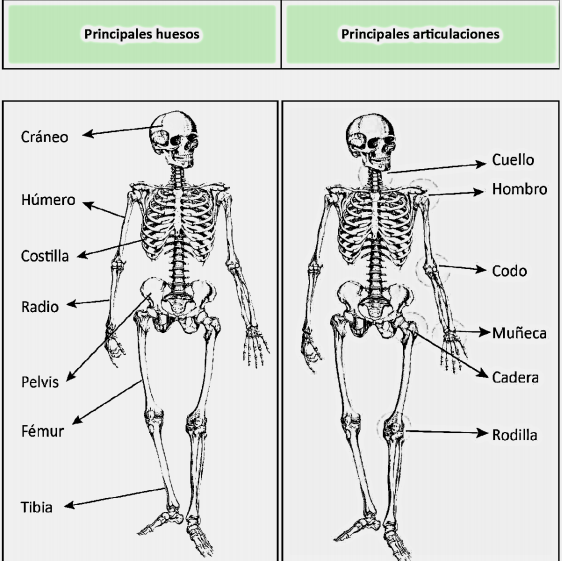 Principales huesos
Principales articulaciones
Cráneo
Húmero
Costilla
Radio
Pelvis
Fémur
Tibia
Cuello
Hombro
Codo
Muñeca
Cadera
Rodilla